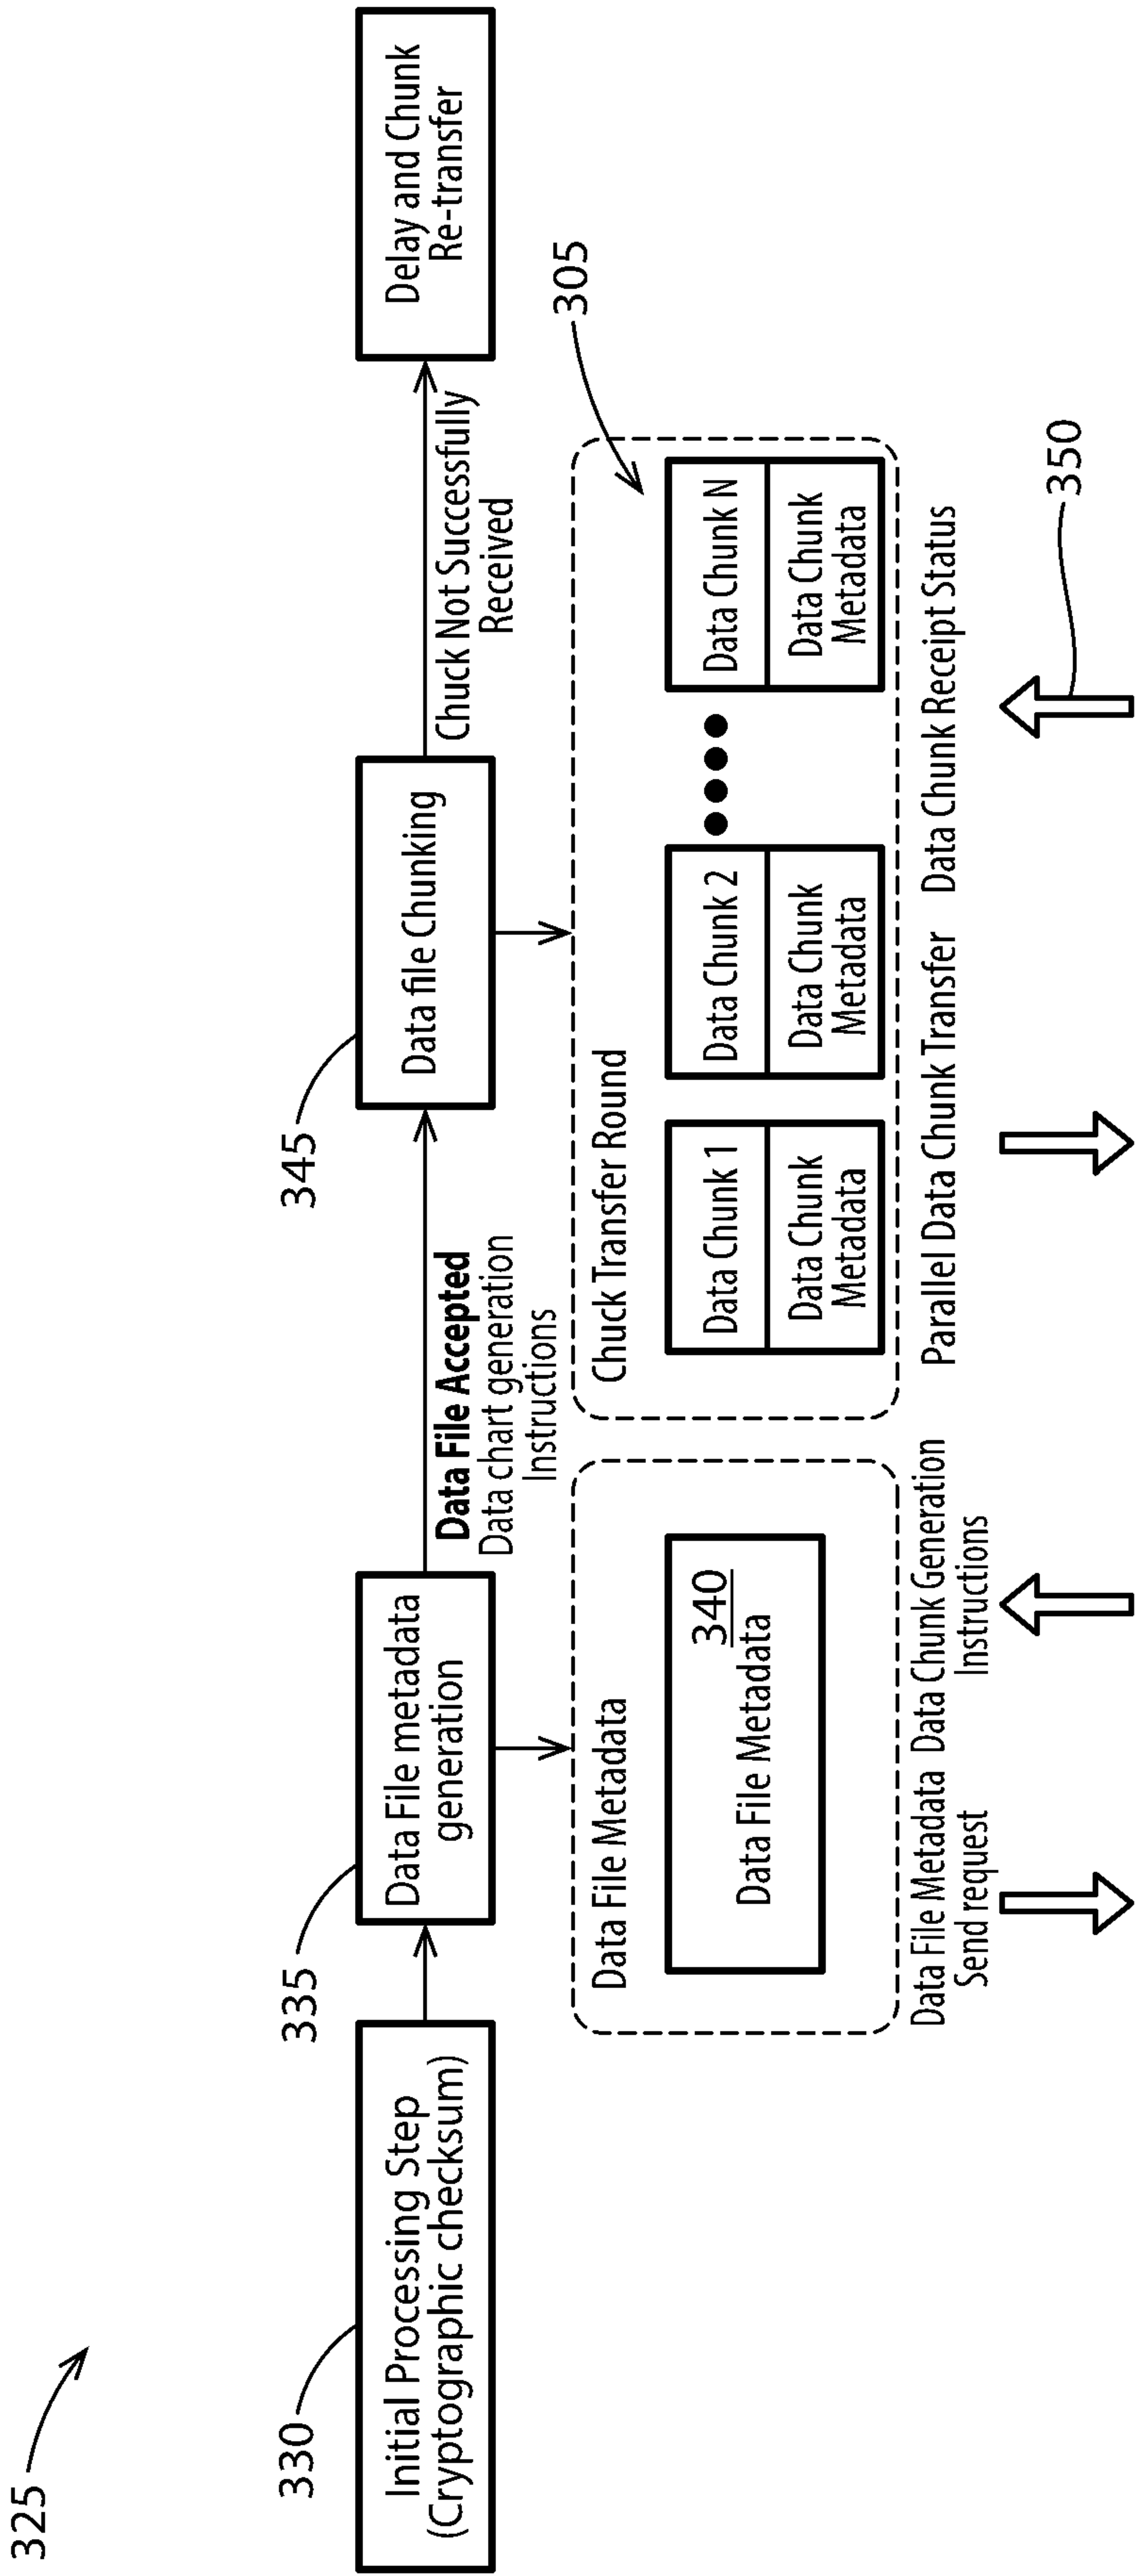 325
330
Initial Processing Step
(Cryptographic checksum)
335
Data File metadata
generation
Data File Accepted
Data chart generation
Instructions
345
Data file Chunking
Chuck Not Successfully
Received
Delay and Chunk
Re-transfer
Data File Metadata
340
Data File Metadata
Chuck Transfer Round
305
Data Chunk 1
Data Chunk
Metadata
Data Chunk 2
Data Chunk
Metadata
Data Chunk N
Data Chunk
Metadata
Data File Metadata
Send request
Data Chunk Generation
Instructions
Parallel Data Chunk Transfer
Data Chunk Receipt Status
350